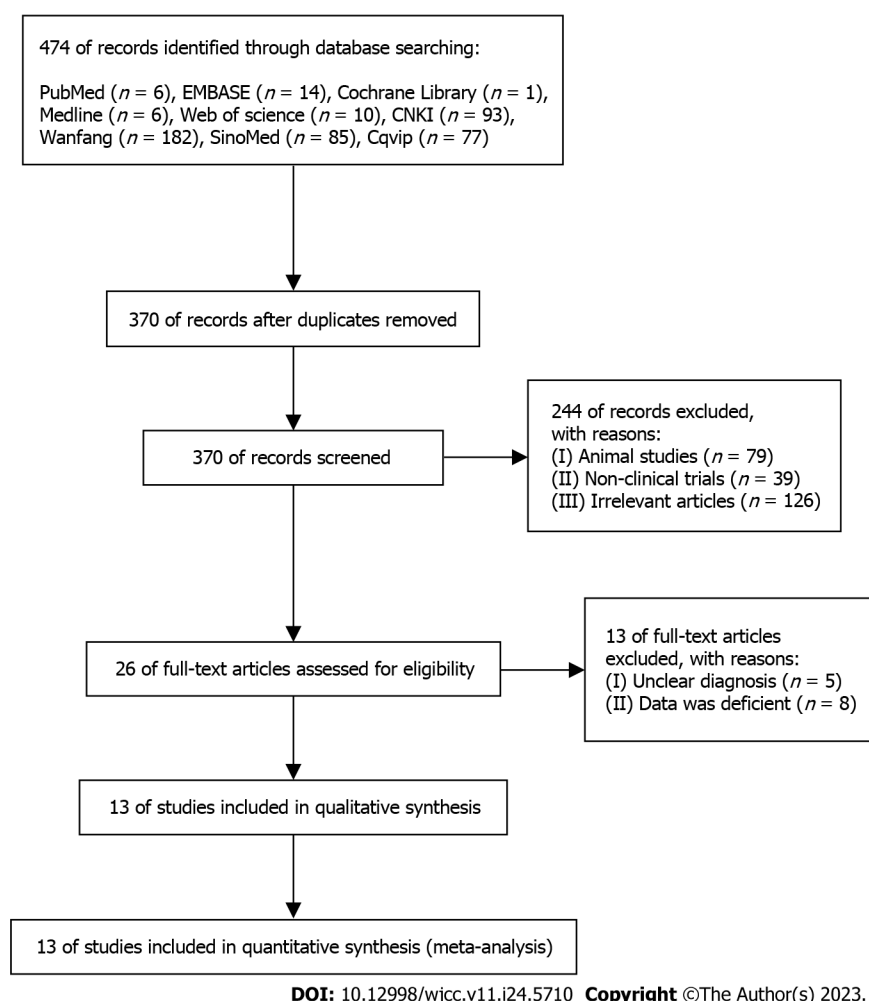 474 of records identified through database searching:
PubMed (n = 6), EMBASE (n = 14), Cochrane Library (n = 1),
Medline (n = 6), Web of science (n = 10), CNKI (n = 93),
Wanfang (n = 182), SinoMed (n = 85), Cqvip (n = 77)
370 of records after duplicates removed
370 of records screened
244 of records excluded,
with reasons:
(I) Animal studies (n = 79)
(II) Non-clinical trials (n = 39)
(III) Irrelevant articles (n = 126)
26 of full-text articles assessed for eligibility
13 of full-text articles
excluded, with reasons:
(I) Unclear diagnosis (n = 5)
(II) Data was deficient (n = 8)
13 of studies included in qualitative synthesis
13 of studies included in quantitative synthesis (meta-analysis)
DOI: 10.12998/wjcc.v11.i24.5710 Copyright ©The Author(s) 2023.